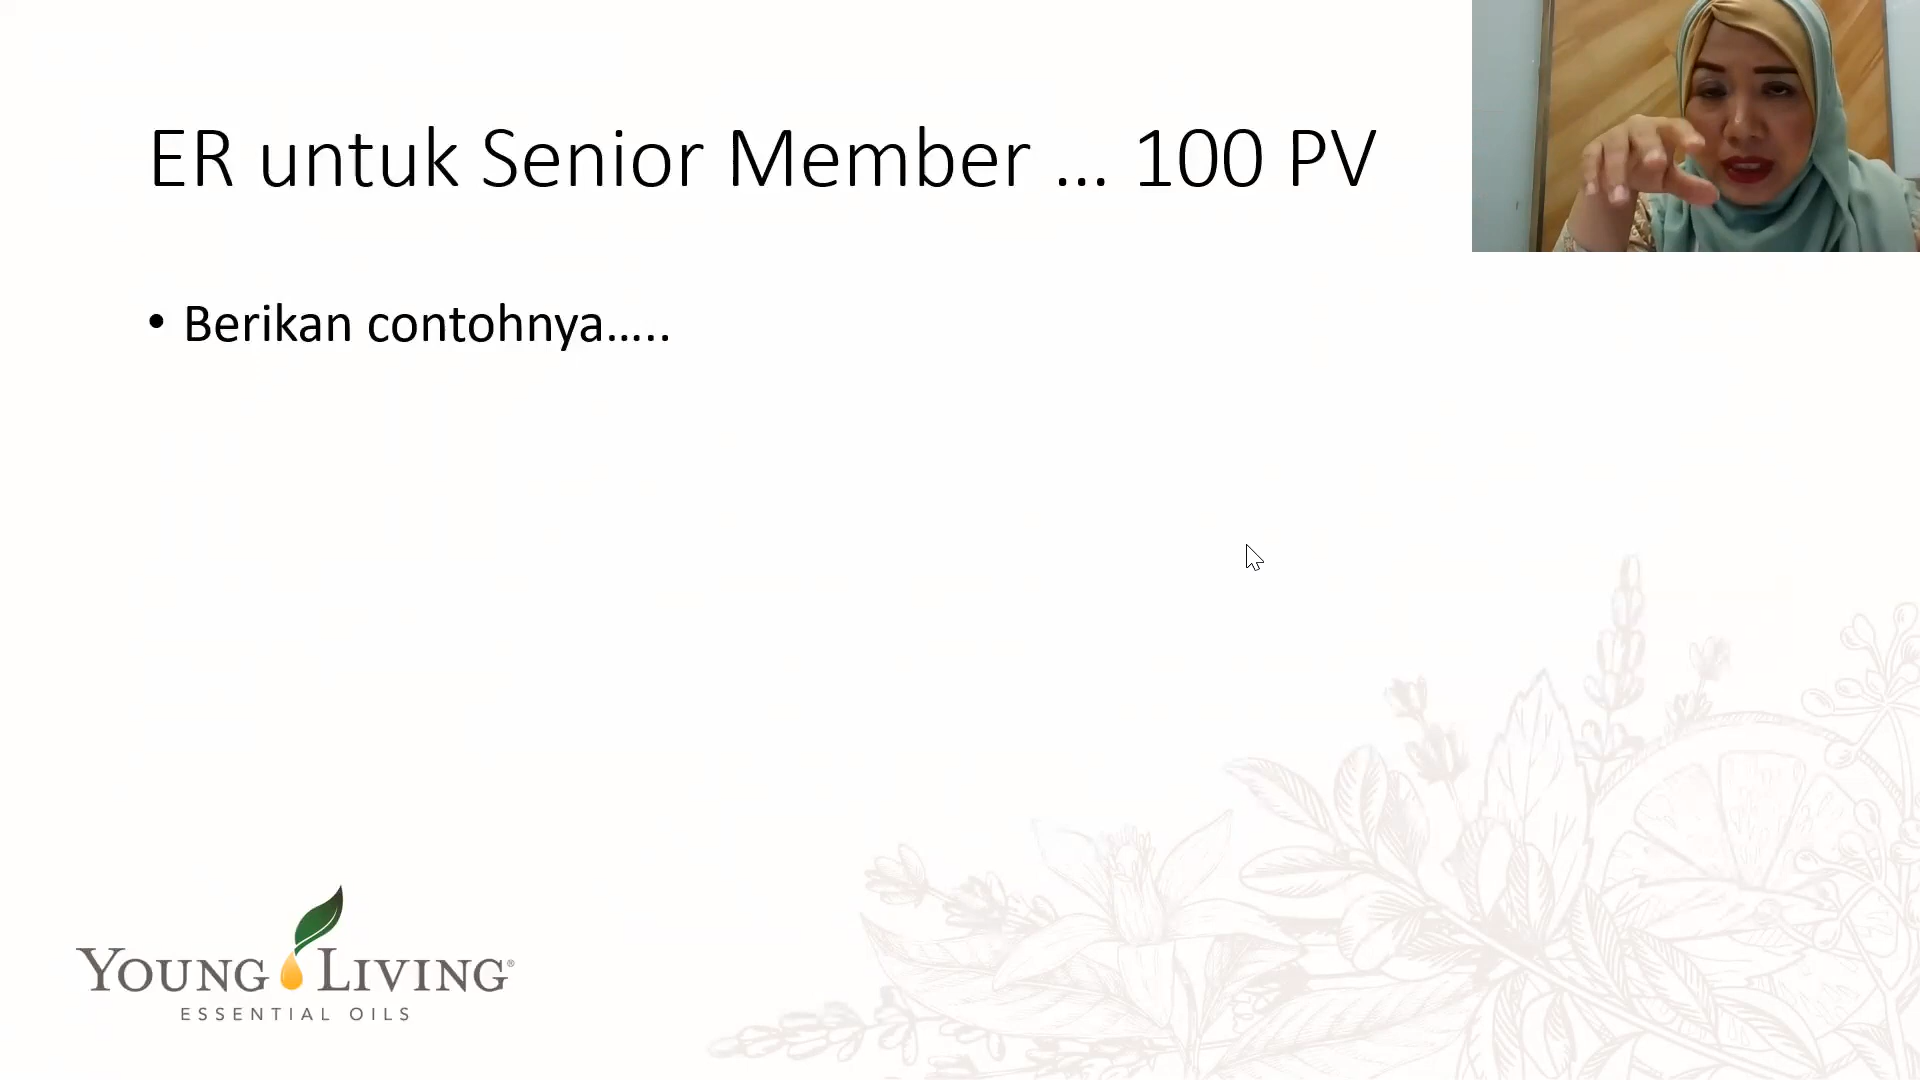 ER untuk Senior Member ... 100 PV
• Berikan contohnya.....
YOUNG LIVING®
ESSENTIAL OILS